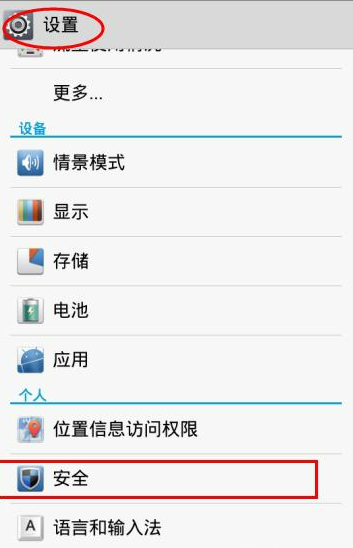 设置
更多...
设备
情景模式
显示
存储
电池
应用
个人
位置信息访问权限
安全
A 语言和输入法